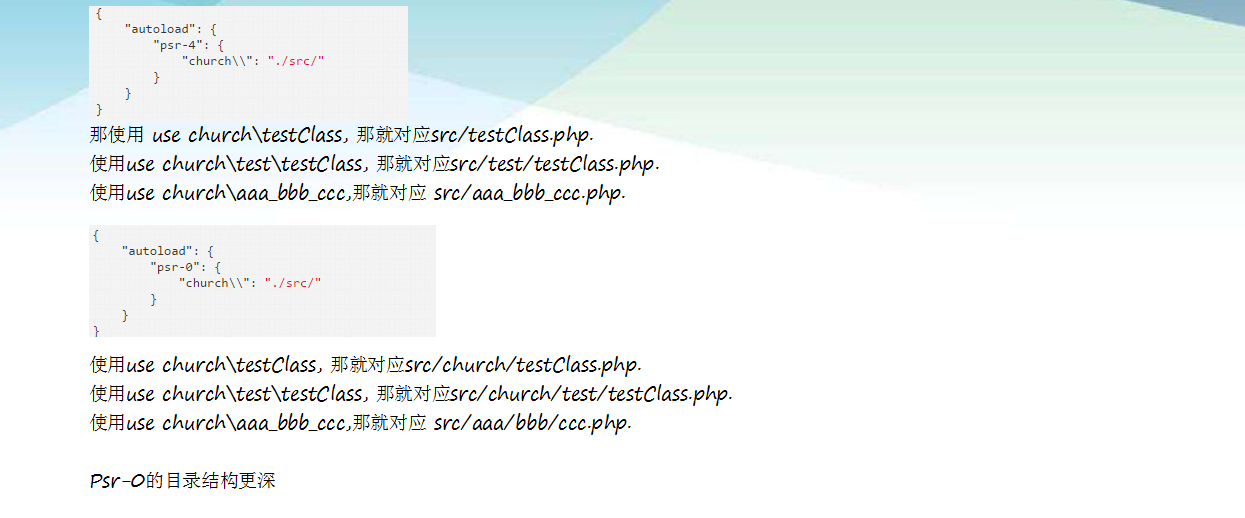 {
    "autoload": {
        "psr-4": {
            "church\\": "./src/"
        }
    }
}
那使用 use church\testClass, 那就对应src/testClass.php.
使用use church\test\testClass, 那就对应src/test/testClass.php.
使用use church\aaa_bbb_ccc,那就对应 src/aaa_bbb_ccc.php.
{
    "autoload": {
        "psr-0": {
            "church\\": "./src/"
        }
    }
}
使用use church\testClass, 那就对应src/church/testClass.php.
使用use church\test\testClass, 那就对应src/church/test/testClass.php.
使用use church\aaa_bbb_ccc,那就对应 src/aaa/bbb/ccc.php.
Psr-0的目录结构更深